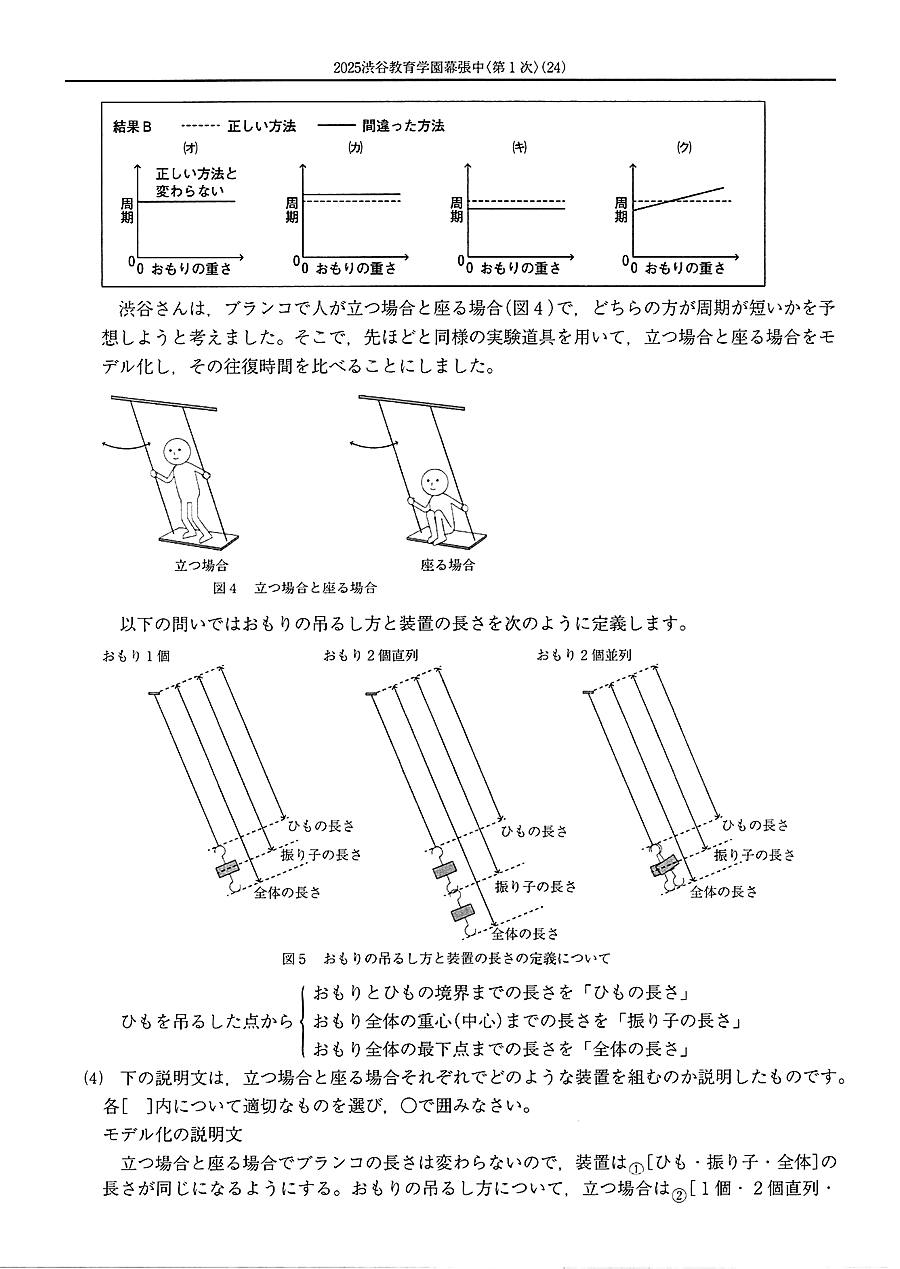 2025渋谷教育学園幕張中〈第1次〉(24)
結果B ------- 正しい方法 ―― 間違った方法
(オ) (カ) (キ) (ク)
正しい方法と
変わらない
周期 周期 周期 周期
0 0 おもりの重さ 0 0 おもりの重さ 0 0 おもりの重さ 0 0 おもりの重さ
渋谷さんは，ブランコで人が立つ場合と座る場合(図4)で，どちらの方が周期が短いかを予
想しようと考えました。そこで，先ほどと同様の実験道具を用いて，立つ場合と座る場合をモ
デル化し，その往復時間を比べることにしました。
立つ場合 座る場合
図4 立つ場合と座る場合
以下の問いではおもりの吊るし方と装置の長さを次のように定義します。
おもり1個 おもり2個直列 おもり2個並列
ひもの長さ ひもの長さ ひもの長さ
振り子の長さ 振り子の長さ 振り子の長さ
全体の長さ 全体の長さ 全体の長さ
図5 おもりの吊るし方と装置の長さの定義について
おもりとひもの境界までの長さを「ひもの長さ」
ひもを吊るした点から おもり全体の重心(中心)までの長さを「振り子の長さ」
おもり全体の最下点までの長さを「全体の長さ」
(4) 下の説明文は，立つ場合と座る場合それぞれでどのような装置を組むのか説明したものです。
各[ ]内について適切なものを選び，○で囲みなさい。
モデル化の説明文
立つ場合と座る場合でブランコの長さは変わらないので，装置は①[ひも・振り子・全体]の
長さが同じになるようにする。おもりの吊るし方について，立つ場合は②[1個・2個直列・